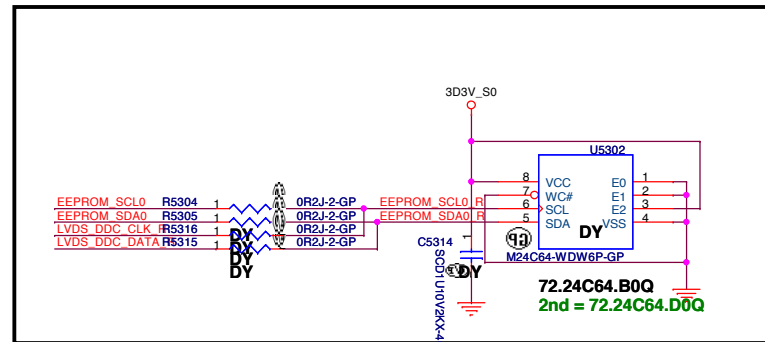 3D3V_S0
U5302
8 VCC E0 1
7 WC# E1 2
6 SCL E2 3
5 SDA VSS 4
DY
GP
M24C64-WDW6P-GP
72.24C64.B0Q
2nd = 72.24C64.D0Q
EEPROM_SCL0 R5304 1 0R2J-2-GP EEPROM_SCL0_R
EEPROM_SDA0 R5305 1 0R2J-2-GP EEPROM_SDA0_R
LVDS_DDC_CLK_R R5316 1 0R2J-2-GP
LVDS_DDC_DATA_R R5315 1 0R2J-2-GP
DY
DY
DY
DY
C5314
1
SCD1U10V2KX-4
DY